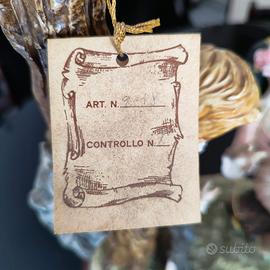 ART. N.
CONTROLLO N.
subito